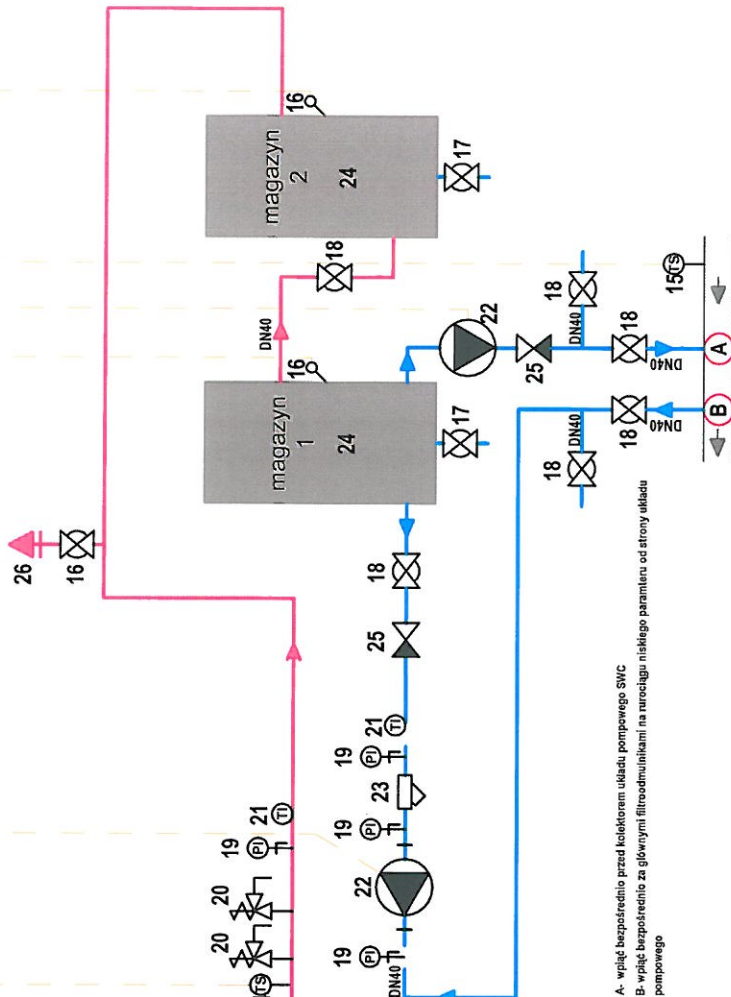 16
magazyn
2
24
17
18
DN40
18
DN40
18
DN40
15
TS
22
25
A
B
16
magazyn
1
24
17
18
DN40
18
DN40
26
16
18
25
21
TI
19
PI
23
19
PI
22
19
PI
DN40
21
TI
19
PI
20
20
TS
A- wpiąć bezpośrednio przed kolektorem układu pompowego SWC
B- wpiąć bezpośrednio za głównymi filtroodmulnikami na rurociągu niskiego paramteru od strony układu
pompowego